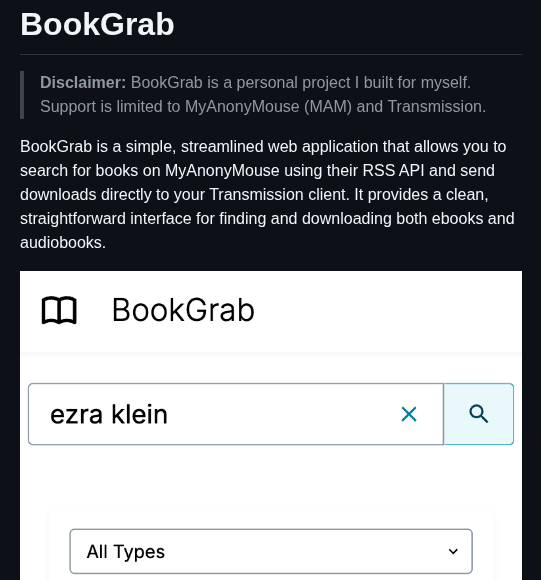 BookGrab
Disclaimer: BookGrab is a personal project I built for myself.
Support is limited to MyAnonyMouse (MAM) and Transmission.
BookGrab is a simple, streamlined web application that allows you to
search for books on MyAnonyMouse using their RSS API and send
downloads directly to your Transmission client. It provides a clean,
straightforward interface for finding and downloading both ebooks and
audiobooks.
BookGrab
ezra klein
All Types